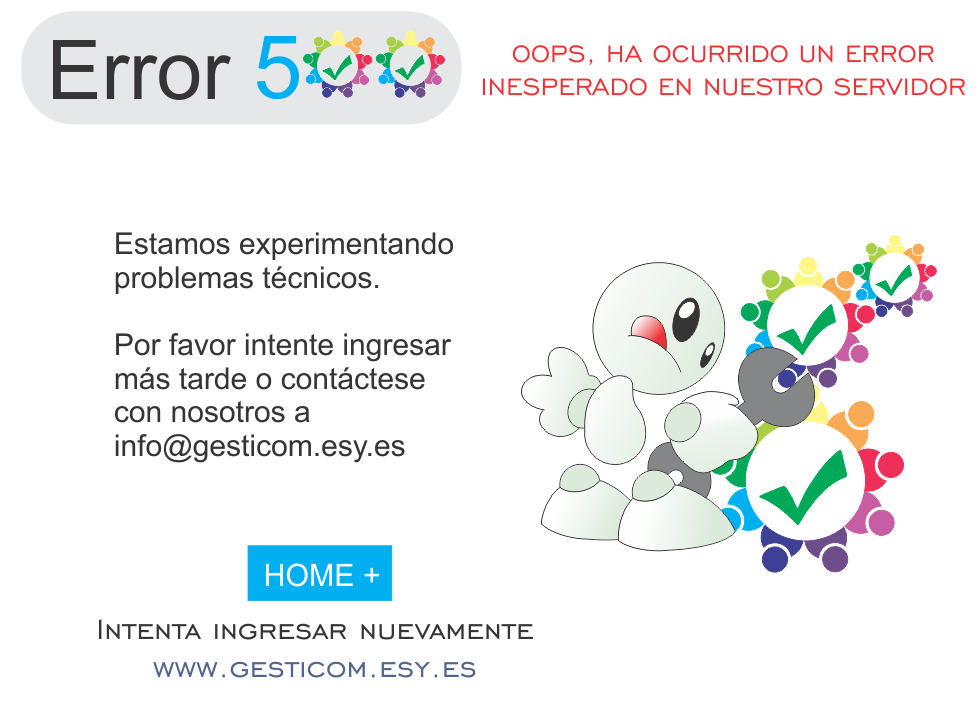 Error 500
OOPS, HA OCURRIDO UN ERROR
INESPERADO EN NUESTRO SERVIDOR
Estamos experimentando
problemas técnicos.
Por favor intente ingresar
más tarde o contáctese
con nosotros a
info@gesticom.esy.es
HOME +
INTENTA INGRESAR NUEVAMENTE
WWW.GESTICOM.ESY.ES